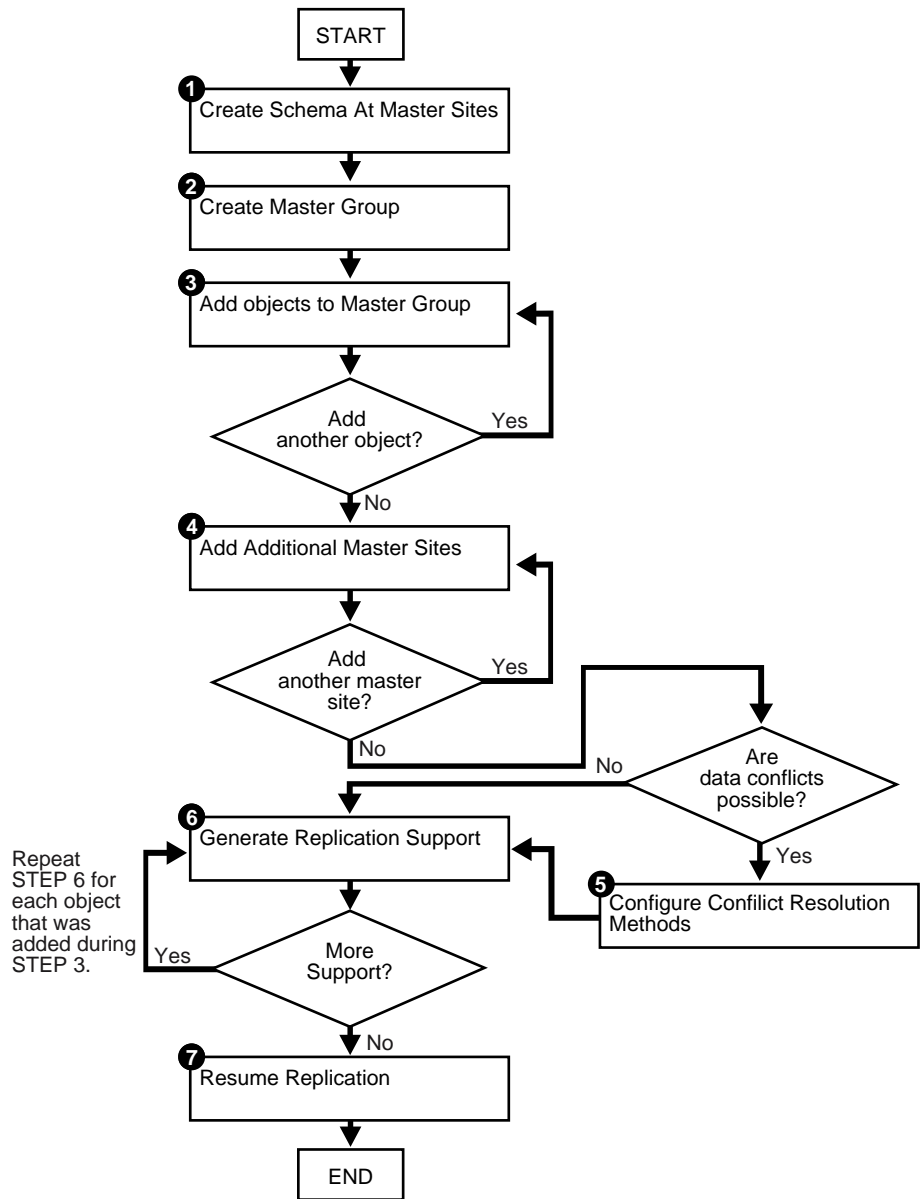 START
1
Create Schema At Master Sites
2
Create Master Group
3
Add objects to Master Group
Add
another object?
Yes
No
4
Add Additional Master Sites
Add
another master
site?
Yes
No
Are
data conflicts
possible?
No
Yes
5
Configure Confilict Resolution
Methods
6
Generate Replication Support
Repeat
STEP 6 for
each object
that was
added during
STEP 3.
More
Support?
Yes
No
7
Resume Replication
END